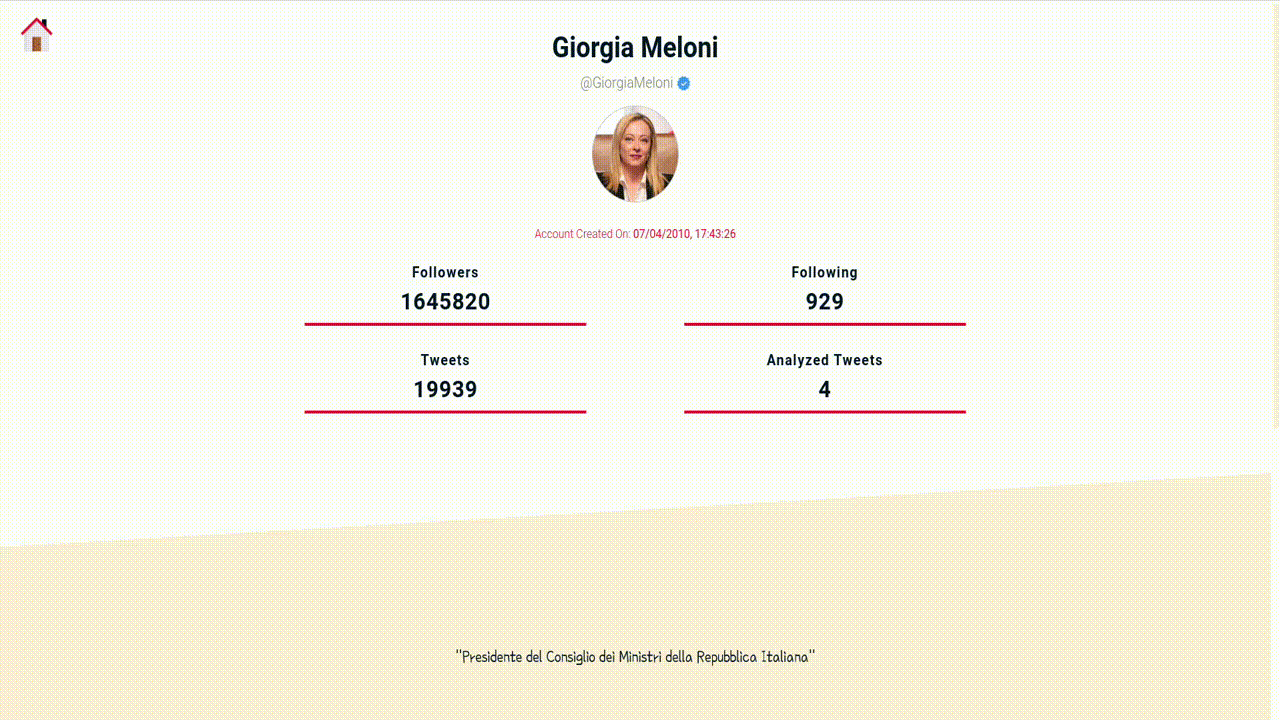 Giorgia Meloni
@GiorgiaMeloni
Account Created On: 07/04/2010, 17:43:26
Followers
1645820
Following
929
Tweets
19939
Analyzed Tweets
4
"Presidente del Consiglio dei Ministri della Repubblica Italiana"